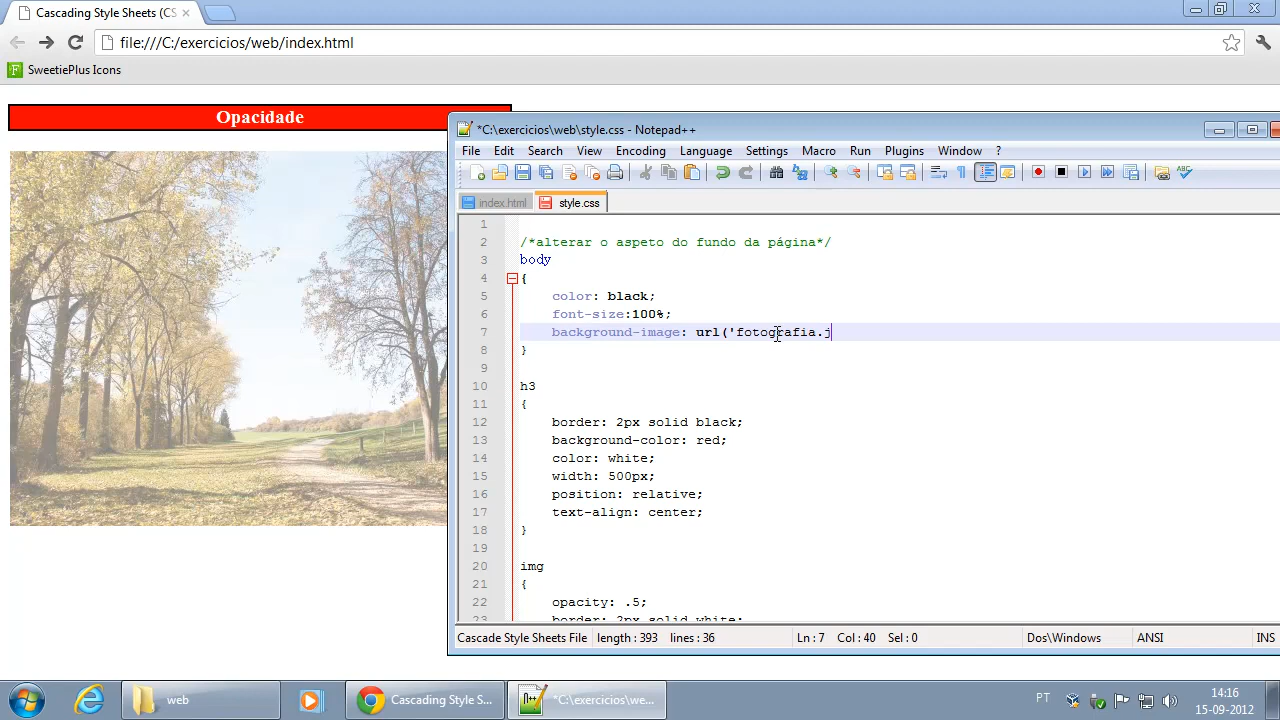 Cascading Style Sheets (CS
file:///C:/exercicios/web/index.html
SweetiePlus Icons
Opacidade
*C:\exercicios\web\style.css - Notepad++
File Edit Search View Encoding Language Settings Macro Run Plugins Window ?
index.html style.css
1
2 /*alterar o aspeto do fundo da página*/
3 body
4 {
5 color: black;
6 font-size:100%;
7 background-image: url('fotografia.j
8 }
9
10 h3
11 {
12 border: 2px solid black;
13 background-color: red;
14 color: white;
15 width: 500px;
16 position: relative;
17 text-align: center;
18 }
19
20 img
21 {
22 opacity: .5;
23 border: 2px solid white;
Cascade Style Sheets File length : 393 lines : 36 Ln : 7 Col : 40 Sel : 0 Dos\Windows ANSI INS
web Cascading Style S... *C:\exercicios\we... PT 14:16
15-09-2012